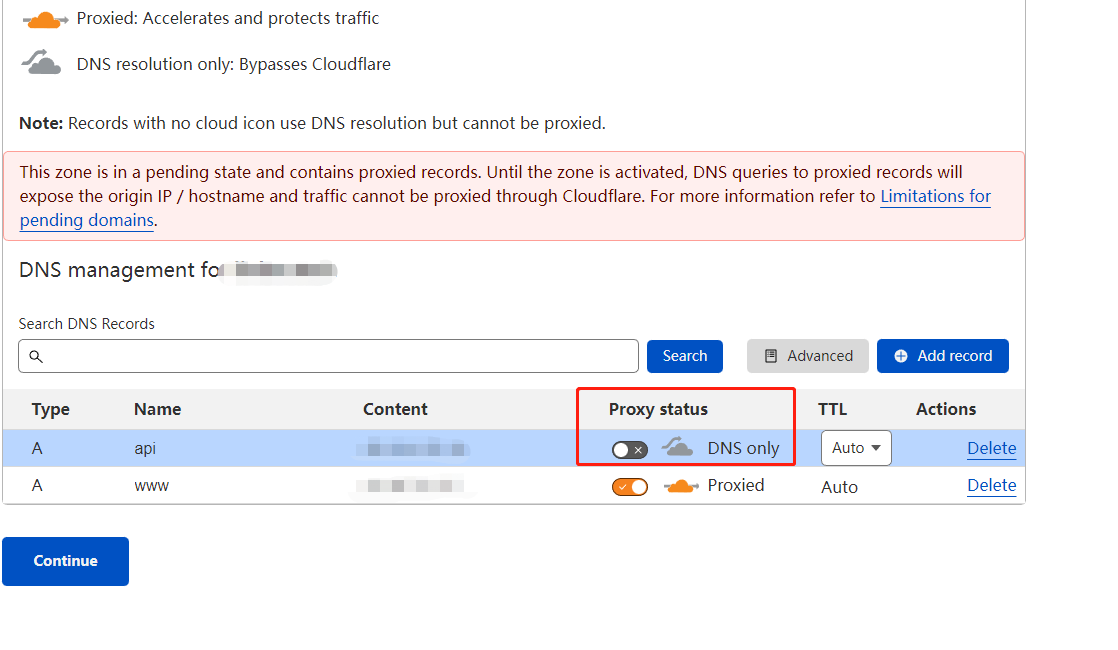 Proxied: Accelerates and protects traffic
DNS resolution only: Bypasses Cloudflare
Note: Records with no cloud icon use DNS resolution but cannot be proxied.
This zone is in a pending state and contains proxied records. Until the zone is activated, DNS queries to proxied records will
expose the origin IP / hostname and traffic cannot be proxied through Cloudflare. For more information refer to Limitations for
pending domains.
DNS management fo
Search DNS Records
Search Advanced Add record
Type Name Content Proxy status TTL Actions
A api DNS only Auto Delete
A www Proxied Auto Delete
Continue